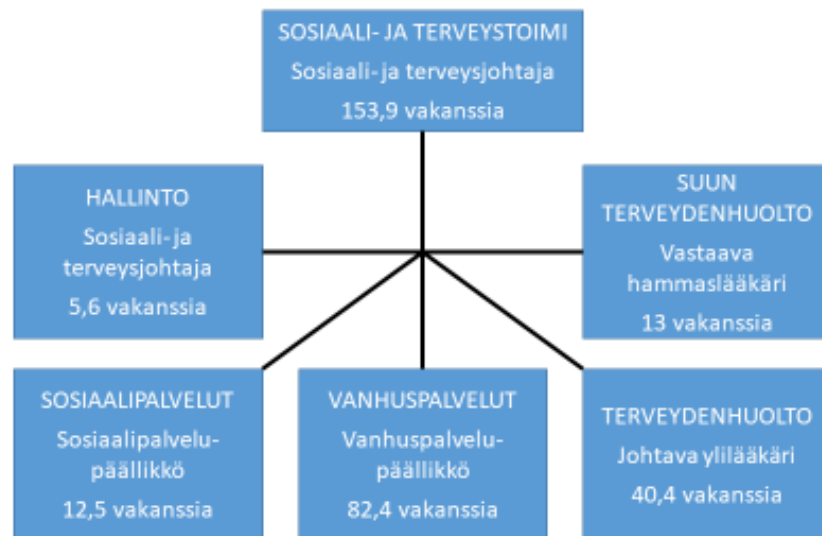 SOSIAALI- JA TERVEYSTOIMI
Sosiaali- ja terveysjohtaja
153,9 vakanssia
HALLINTO
Sosiaali- ja
terveysjohtaja
5,6 vakanssia
SUUN
TERVEYDENHUOLTO
Vastaava
hammaslääkäri
13 vakanssia
SOSIAALIPALVELUT
Sosiaalipalvelu-
päällikkö
12,5 vakanssia
VANHUSPALVELUT
Vanhuspalvelu-
päällikkö
82,4 vakanssia
TERVEYDENHUOLTO
Johtava ylilääkäri
40,4 vakanssia